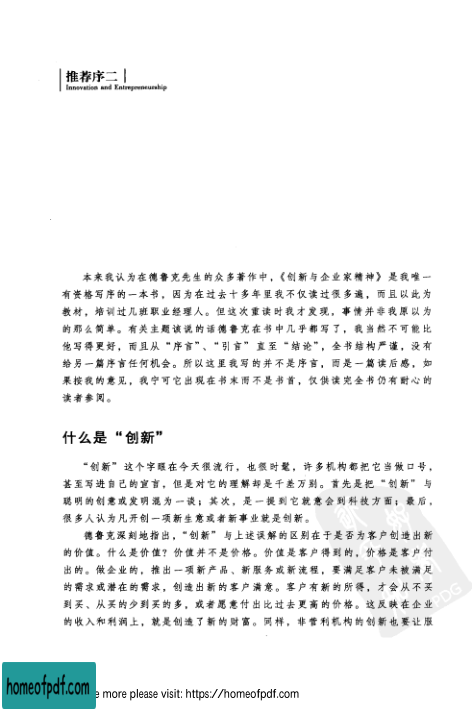 推荐序二
Innovation and Entrepreneurship
本来我认为在德鲁克先生的众多著作中,《创新与企业家精神》是我唯一
有资格写序的一本书,因为在过去十多年里我不仅读过很多遍,而且以此为
教材,培训过几班职业经理人。但这次重读时我才发现,事情并非我原以为
的那么简单。有关主题该说的话德鲁克在书中几乎都写了,我当然不可能比
他写得更好,而且从“序言”、“引言”直至“结论”,全书结构严谨,没有
给另一篇序言任何机会。所以这里我写的并不是序言,而是一篇读后感,如
果按我的意见,我宁可它出现在书末而不是书首,仅供读完全书仍有耐心的
读者参阅。
什么是“创新”
“创新”这个字眼在今天很流行,也很时髦,许多机构都把它当做口号,
甚至写进自己的宣言,但是对它的理解却是千差万别。首先是把“创新”与
聪明的创意或发明混为一谈;其次,是一提到它就意会到科技方面;最后,
很多人认为凡开创一项新生意或者新事业就是创新。
德鲁克深刻地指出,“创新”与上述误解的区别在于是否为客户创造出新
的价值。什么是价值?价值并不是价格。价值是客户得到的,价格是客户付
出的。做企业的,推出一项新产品、新服务或新流程,要满足客户未被满足
的需求或潜在的需求,创造出新的客户满意。客户有新的所得,才会从不买
到买、从买的少到买的多,或者愿意付出比过去更高的价格。这反映在企业
的收入和利润上,就是创造了新的财富。同样,非营利机构的创新也要让服
homeofpdf.com
e more please visit: https://homeofpdf.com
PDG